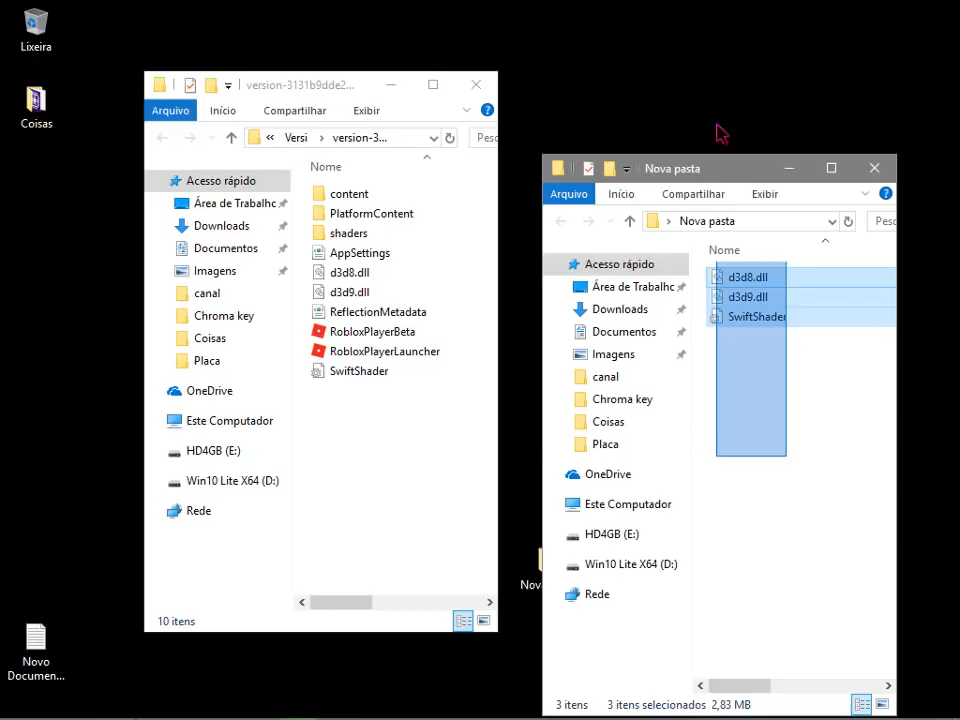 Lixeira
Coisas
version-3131b9dde2...
Arquivo Início Compartilhar Exibir
« Versi › version-3...
Nome
Acesso rápido
Área de Trabalho
Downloads
Documentos
Imagens
canal
Chroma key
Coisas
Placa
OneDrive
Este Computador
HD4GB (E:)
Win10 Lite X64 (D:)
Rede
content
PlatformContent
shaders
AppSettings
d3d8.dll
d3d9.dll
ReflectionMetadata
RobloxPlayerBeta
RobloxPlayerLauncher
SwiftShader
10 itens
Nova pasta
Arquivo Início Compartilhar Exibir
› Nova pasta
Nome
Acesso rápido
Área de Trabalho
Downloads
Documentos
Imagens
canal
Chroma key
Coisas
Placa
OneDrive
Este Computador
HD4GB (E:)
Win10 Lite X64 (D:)
Rede
d3d8.dll
d3d9.dll
SwiftShader
3 itens 3 itens selecionados 2,83 MB
Novo
Documen...